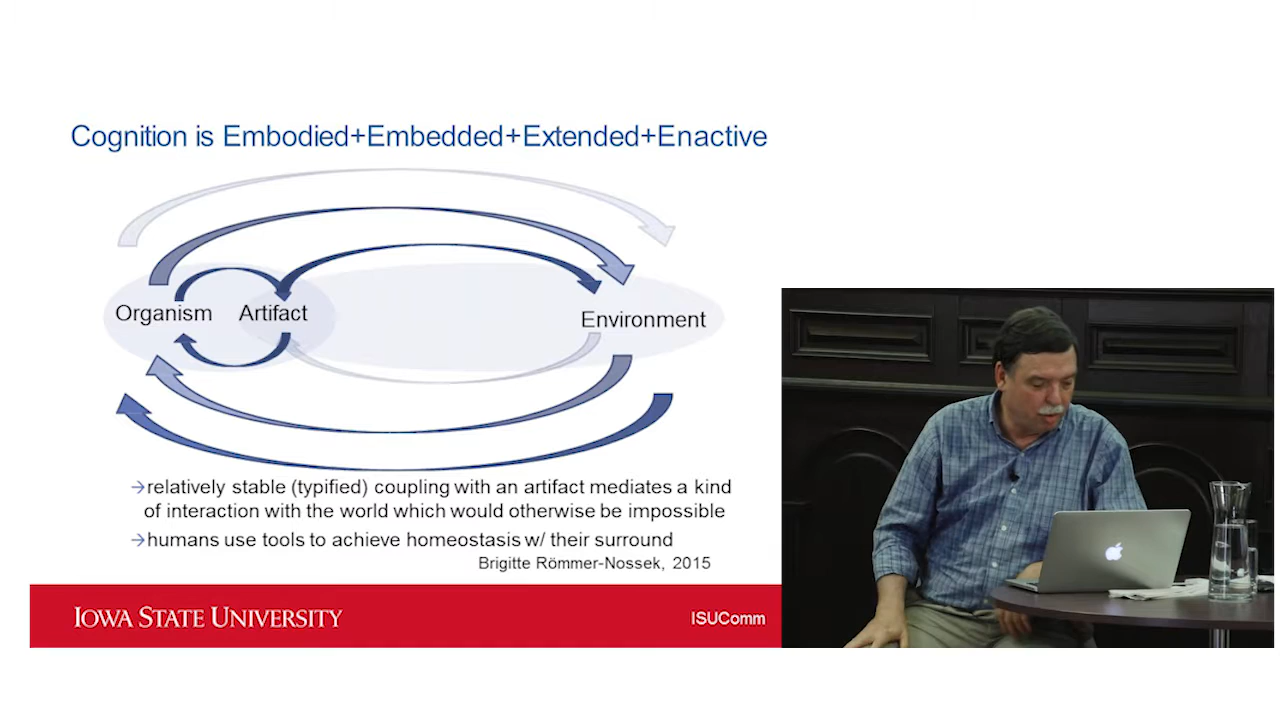 Cognition is Embodied+Embedded+Extended+Enactive
Organism
Artifact
Environment
→relatively stable (typified) coupling with an artifact mediates a kind
of interaction with the world which would otherwise be impossible
→humans use tools to achieve homeostasis w/ their surround
Brigitte Römmer-Nossek, 2015
IOWA STATE UNIVERSITY
ISUComm